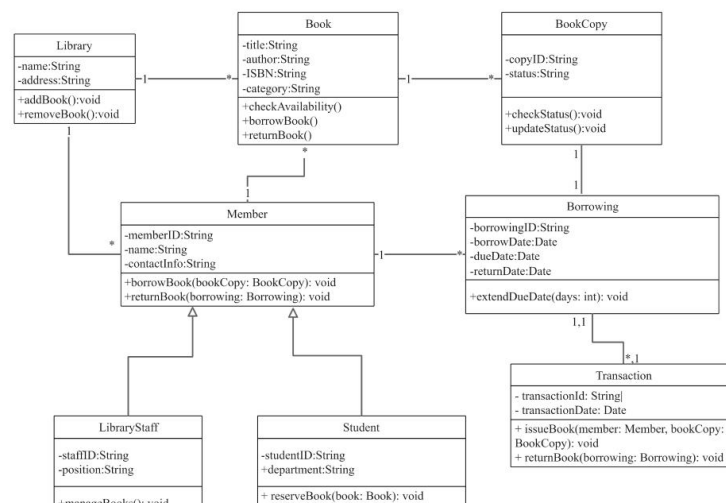 Library
-name:String
-address:String
+addBook():void
+removeBook():void
1
*
Book
-title:String
-author:String
-ISBN:String
-category:String
+checkAvailability()
+borrowBook()
+returnBook()
1
*
BookCopy
-copyID:String
-status:String
+checkStatus():void
+updateStatus():void
1
*
*
1
1
1
Member
-memberID:String
-name:String
-contactInfo:String
+borrowBook(bookCopy: BookCopy): void
+returnBook(borrowing: Borrowing): void
1
*
Borrowing
-borrowingID:String
-borrowDate:Date
-dueDate:Date
-returnDate:Date
+extendDueDate(days: int): void
1,1
*,1
Transaction
- transactionId: String|
- transactionDate: Date
+ issueBook(member: Member, bookCopy:
BookCopy): void
+ returnBook(borrowing: Borrowing): void
LibraryStaff
-staffID:String
-position:String
+manageBooks(): void
Student
-studentID:String
+department:String
+ reserveBook(book: Book): void